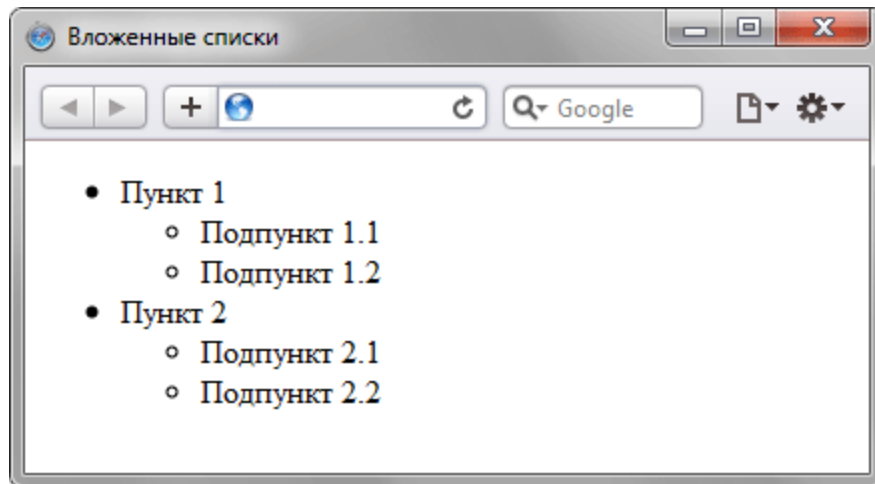 Вложенные списки
Google
Пункт 1
Подпункт 1.1
Подпункт 1.2
Пункт 2
Подпункт 2.1
Подпункт 2.2